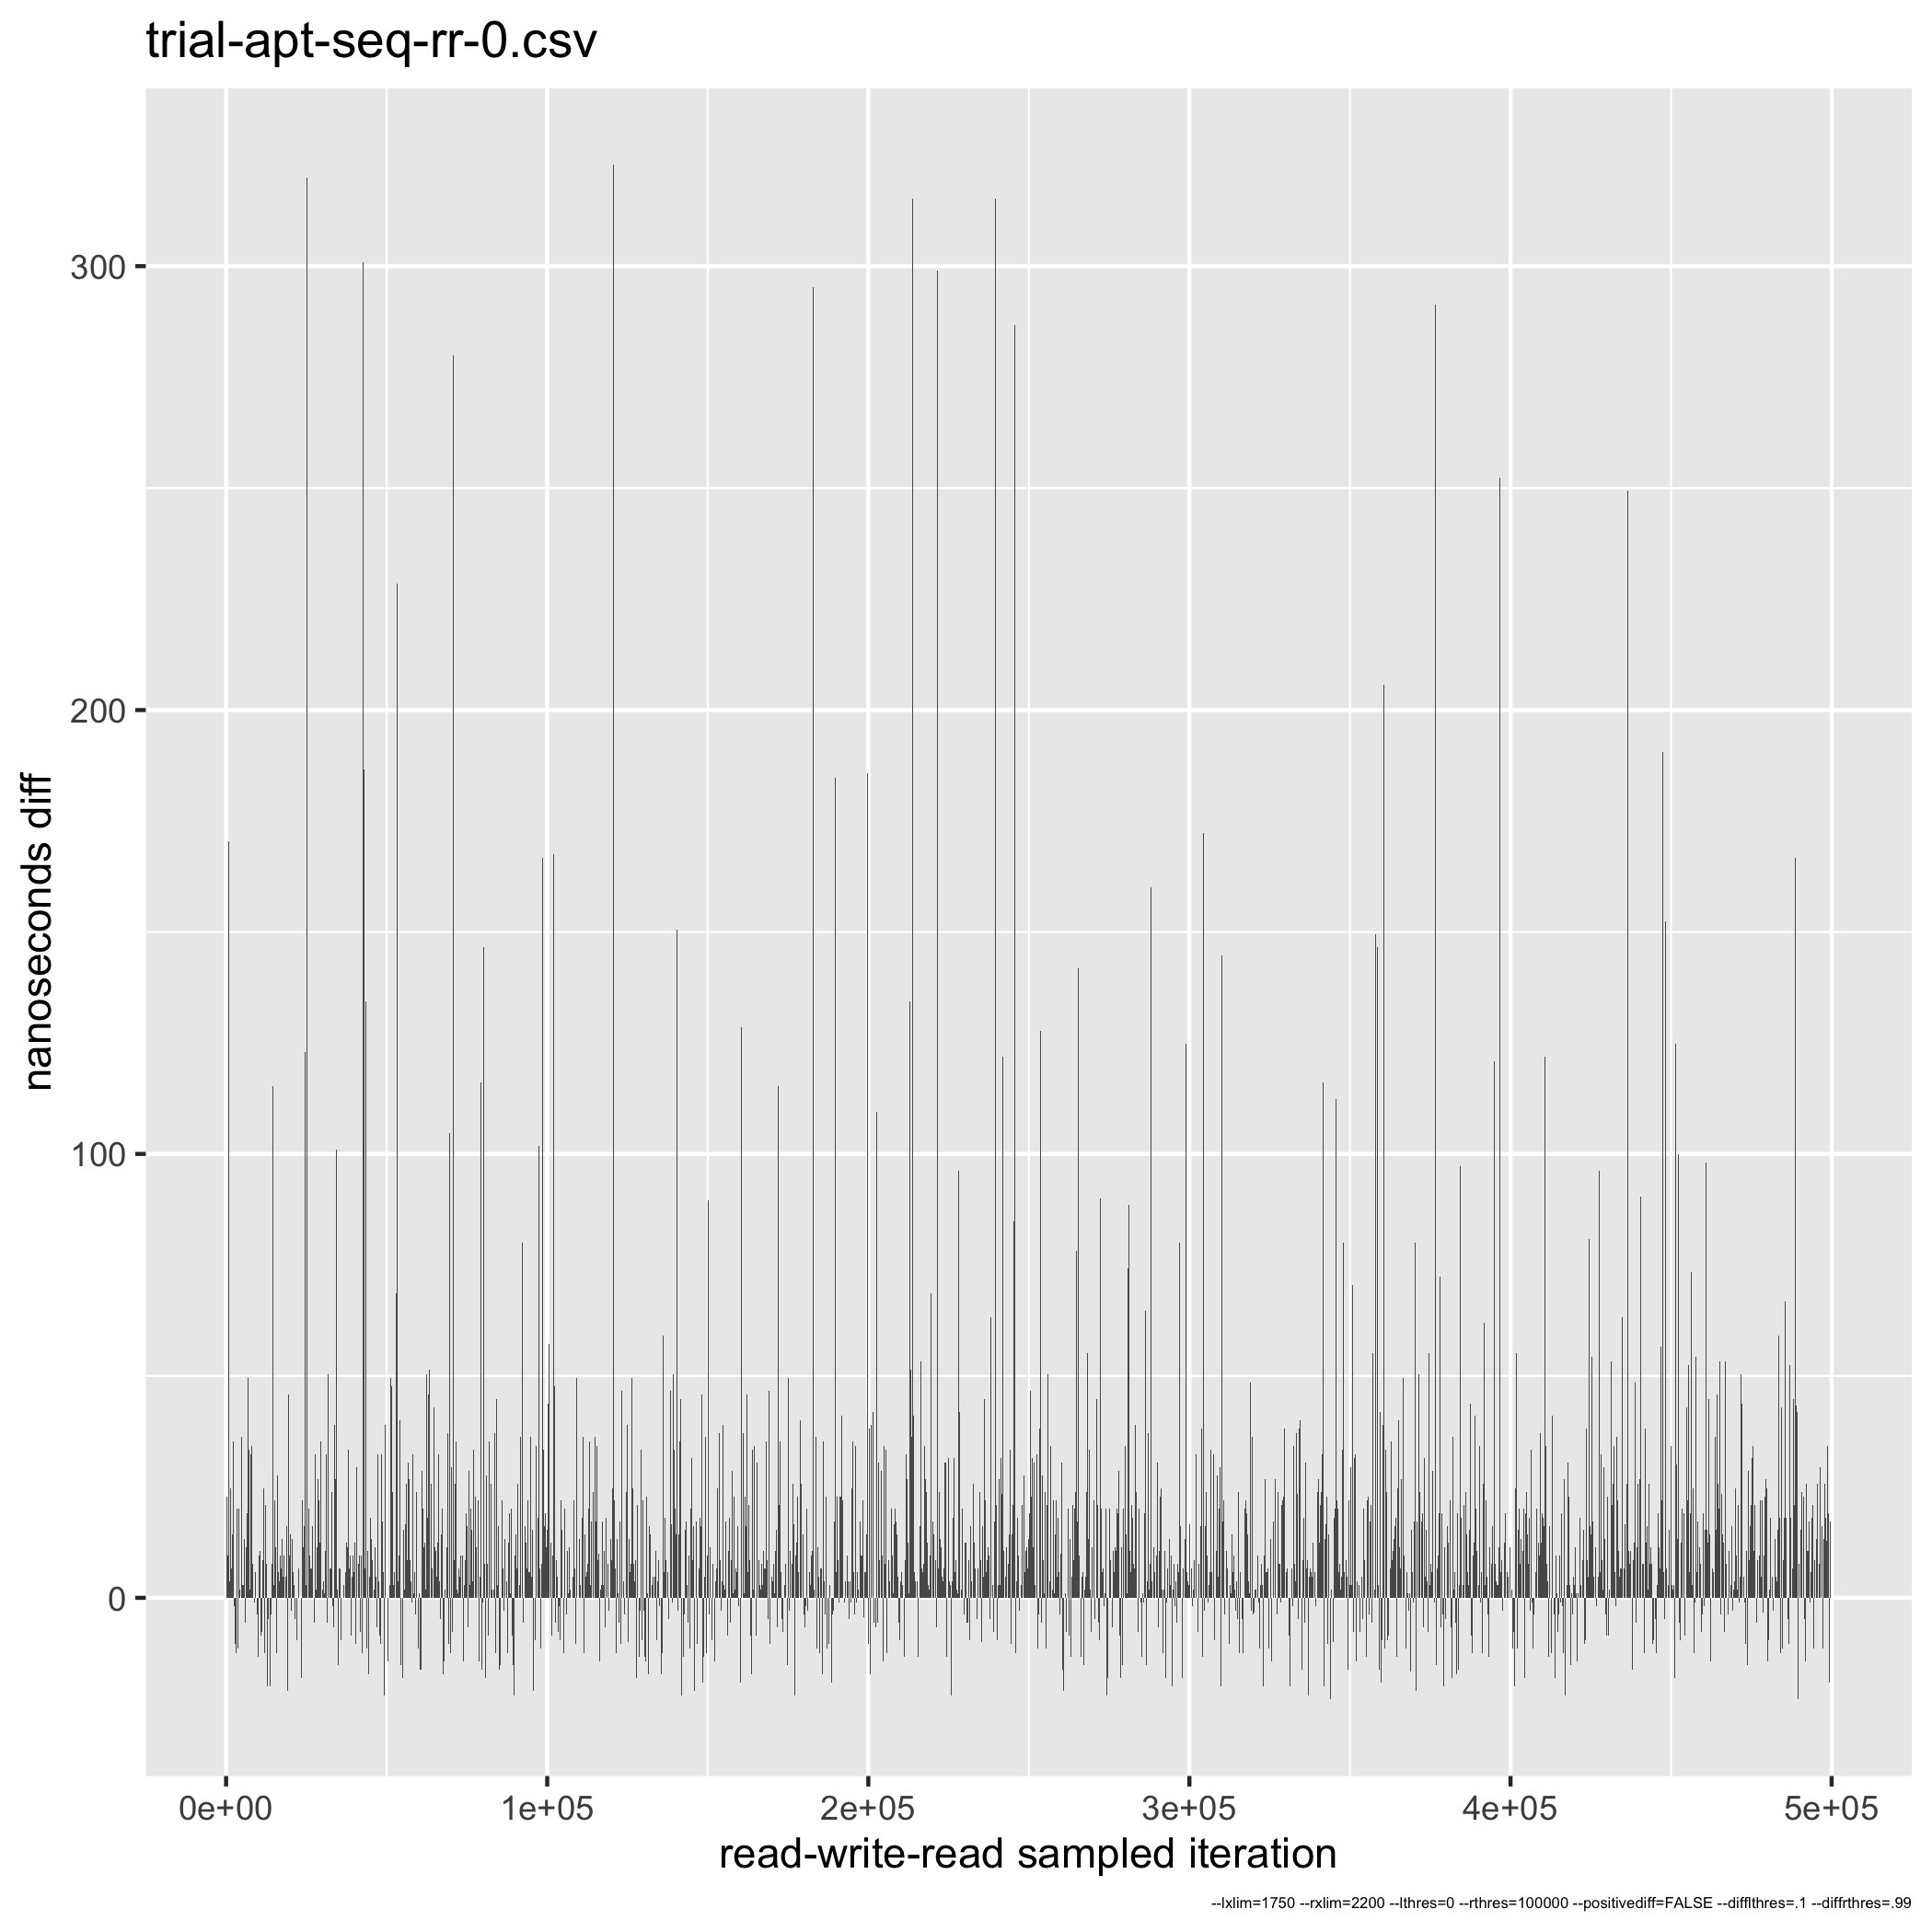 trial-apt-seq-rr-0.csv
nanoseconds diff
300
200
100
0
0e+00 1e+05 2e+05 3e+05 4e+05 5e+05
read-write-read sampled iteration
--lxlim=1750 --rxlim=2200 --lthres=0 --rthres=100000 --positivediff=FALSE --difflthres=.1 --diffrthres=.99